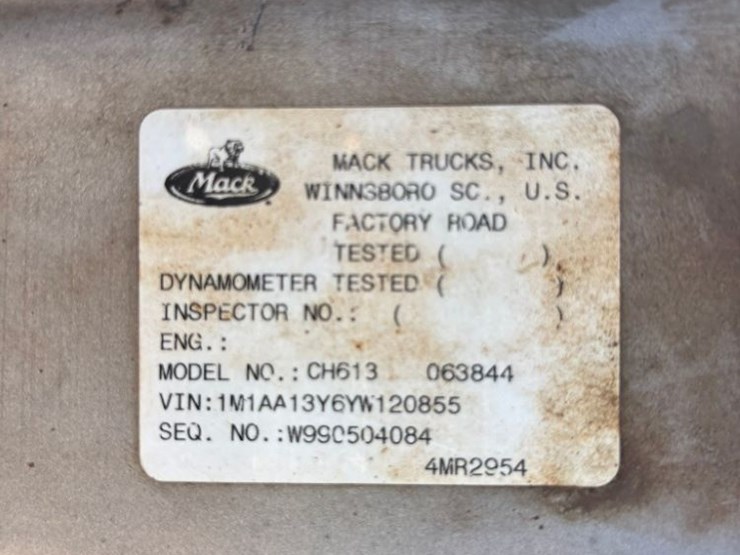 Mack
MACK TRUCKS, INC.
WINNSBORO SC., U.S.
FACTORY ROAD
TESTED ( )
DYNAMOMETER TESTED ( )
INSPECTOR NO.: ( )
ENG.:
MODEL NO.: CH613 063844
VIN:1M1AA13Y6YW120855
SEQ. NO.:W990504084
4MR2954